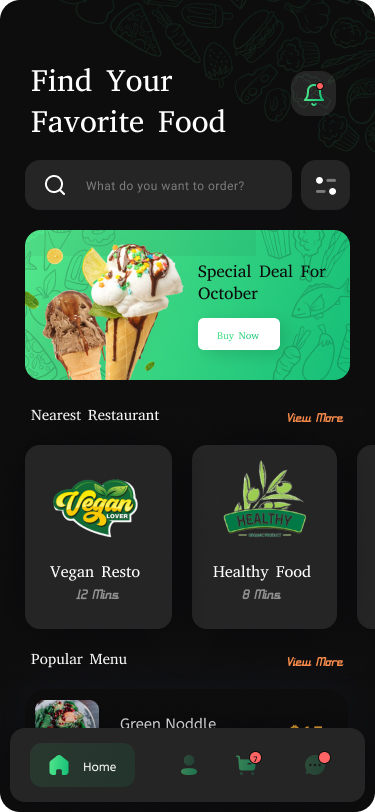 Find Your
Favorite Food
What do you want to order?
Special Deal For
October
Buy Now
Nearest Restaurant
View More
Vegan
LOVER
HEALTHY
ORGANIC PRODUCT
Vegan Resto
12 Mins
Healthy Food
8 Mins
Popular Menu
View More
Green Noddle
Home
7